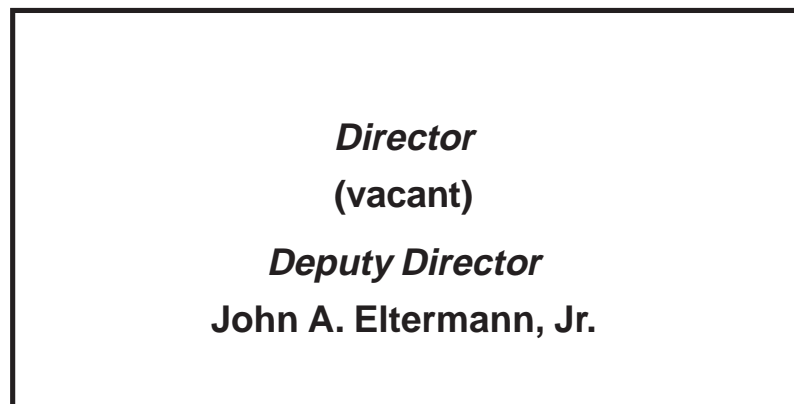 Director
(vacant)
Deputy Director
John A. Eltermann, Jr.